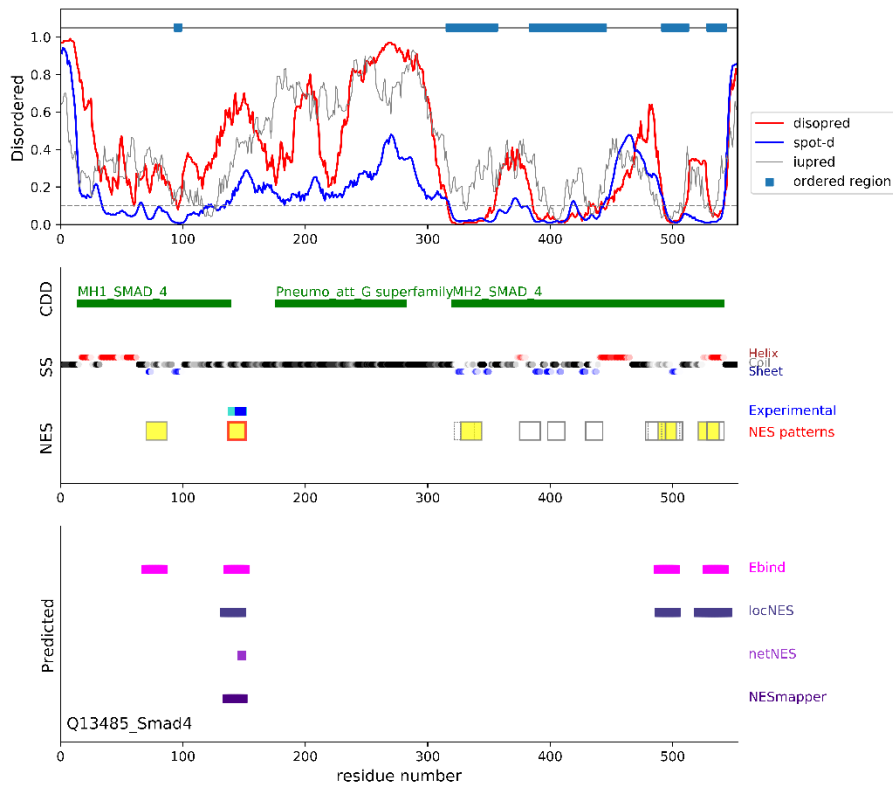 1.0
0.8
0.6
0.4
0.2
0.0
Disordered
0 100 200 300 400 500
disopred
spot-d
iupred
ordered region
CDD
MH1_SMAD_4
Pneumo_att_G superfamily
MH2_SMAD_4
SS
Helix
Coil
Sheet
NES
Experimental
NES patterns
0 100 200 300 400 500
Predicted
Ebind
locNES
netNES
NESmapper
Q13485_Smad4
0 100 200 300 400 500
residue number